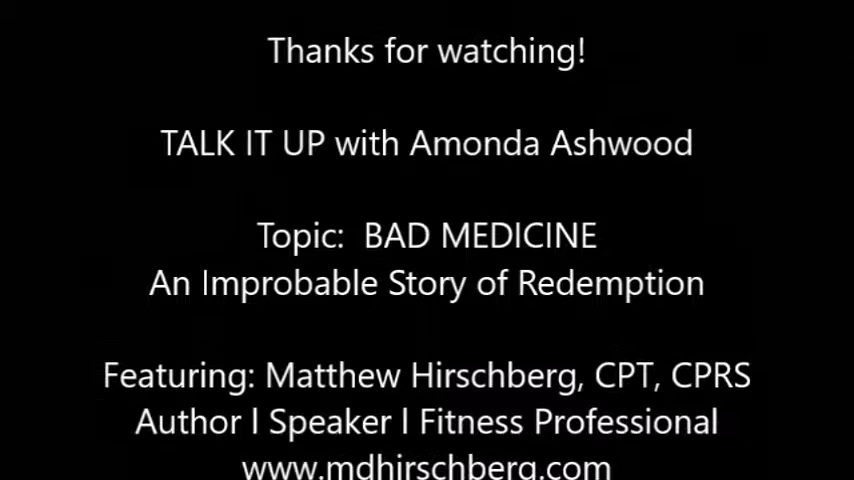 Thanks for watching!
TALK IT UP with Amonda Ashwood
Topic:  BAD MEDICINE
An Improbable Story of Redemption
Featuring: Matthew Hirschberg, CPT, CPRS
Author l Speaker l Fitness Professional
www.mdhirschberg.com